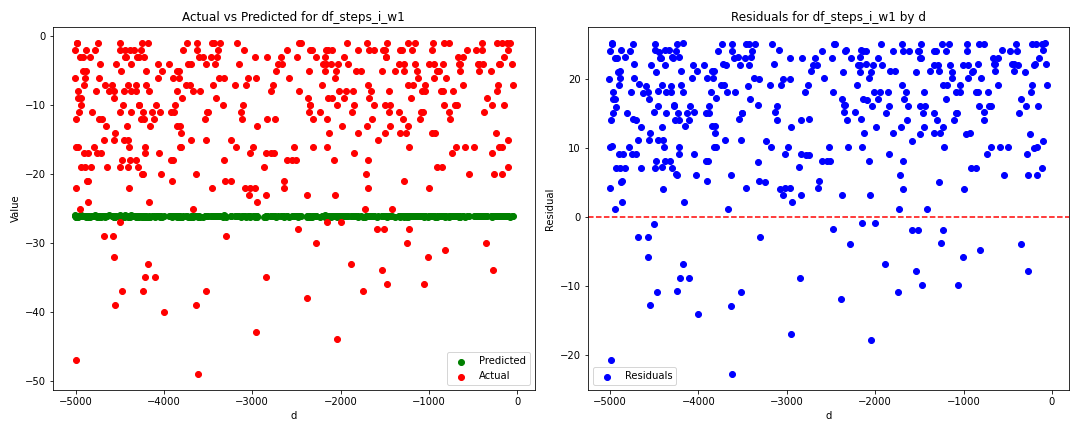 Actual vs Predicted for df_steps_i_w1
Value
0
−10
−20
−30
−40
−50
−5000
−4000
−3000
−2000
−1000
0
d
Predicted
Actual
Residuals for df_steps_i_w1 by d
Residual
20
10
0
−10
−20
−5000
−4000
−3000
−2000
−1000
0
d
Residuals